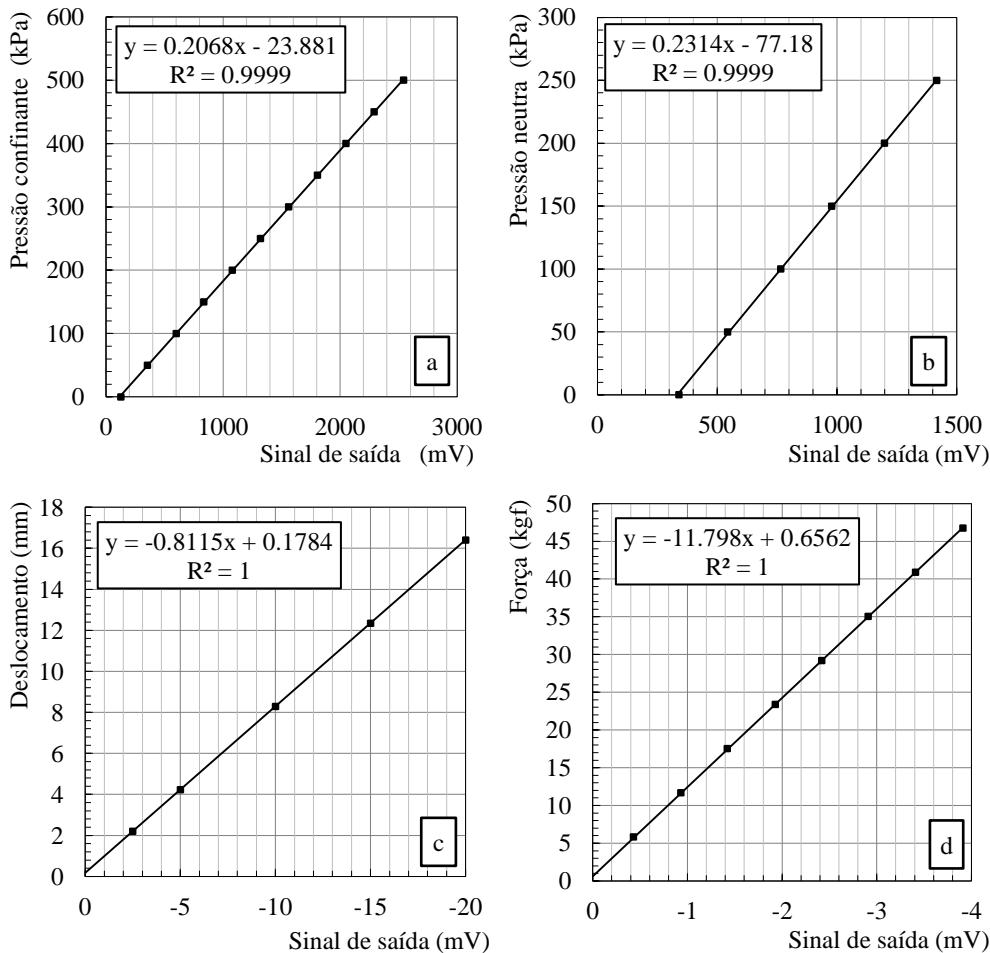 Pressão confinante (kPa)
600
500
400
300
200
100
0
y = 0.2068x - 23.881
R² = 0.9999
a
0 1000 2000 3000
Sinal de saída (mV)
Pressão neutra (kPa)
300
250
200
150
100
50
0
y = 0.2314x - 77.18
R² = 0.9999
b
0 500 1000 1500
Sinal de saída (mV)
Deslocamento (mm)
18
16
14
12
10
8
6
4
2
0
y = -0.8115x + 0.1784
R² = 1
c
0 -5 -10 -15 -20
Sinal de saída (mV)
Força (kgf)
50
45
40
35
30
25
20
15
10
5
0
y = -11.798x + 0.6562
R² = 1
d
0 -1 -2 -3 -4
Sinal de saída (mV)